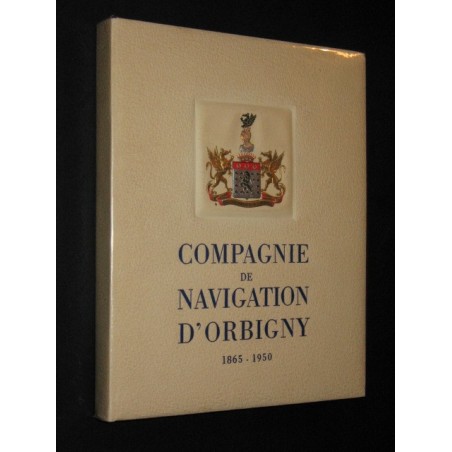 COMPAGNIE
DE
NAVIGATION
D'ORBIGNY
1865 - 1950